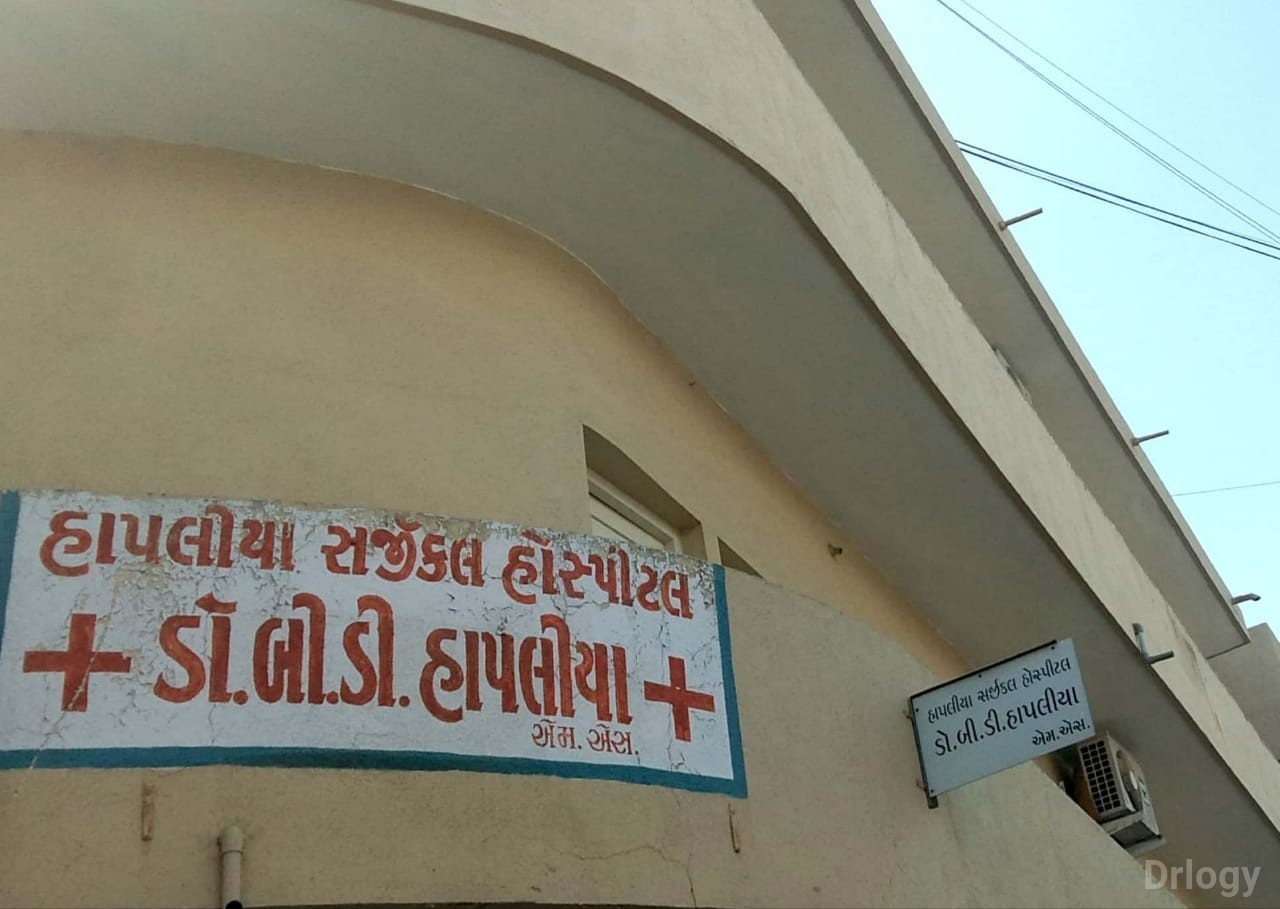 હાપલીયા સર્જીકલ હોસ્પીટલ
+ ડૉ.બી.ડી. હાપલીયા +
એમ. એસ.
હાપલીયા સર્જીકલ હોસ્પીટલ
ડો.બી.ડી.હાપલીયા
એમ.એસ.
Drlogy